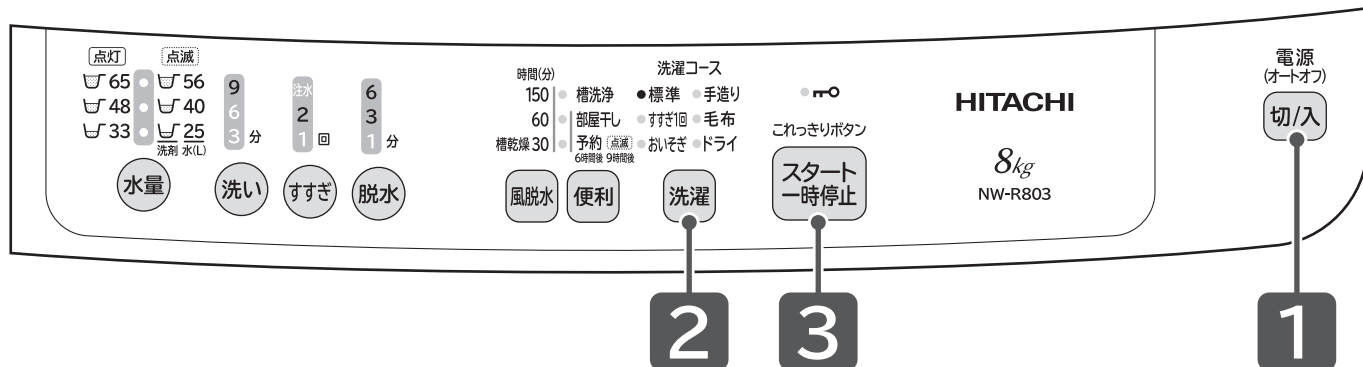 点灯 点滅
65 56
48 40
33 25
洗剤 水(L)
水量
9
6
3 分
洗い
注水
2
1 回
すすぎ
6
3
1 分
脱水
時間(分)
150
60
槽乾燥 30
風脱水
槽洗浄
部屋干し
予約 点滅
6時間後 9時間後
便利
洗濯コース
標準 手造り
すすぎ1回 毛布
おいそぎ ドライ
洗濯
これっきりボタン
スタート
一時停止
HITACHI
8kg
NW-R803
電源
(オートオフ)
切/入
2
3
1